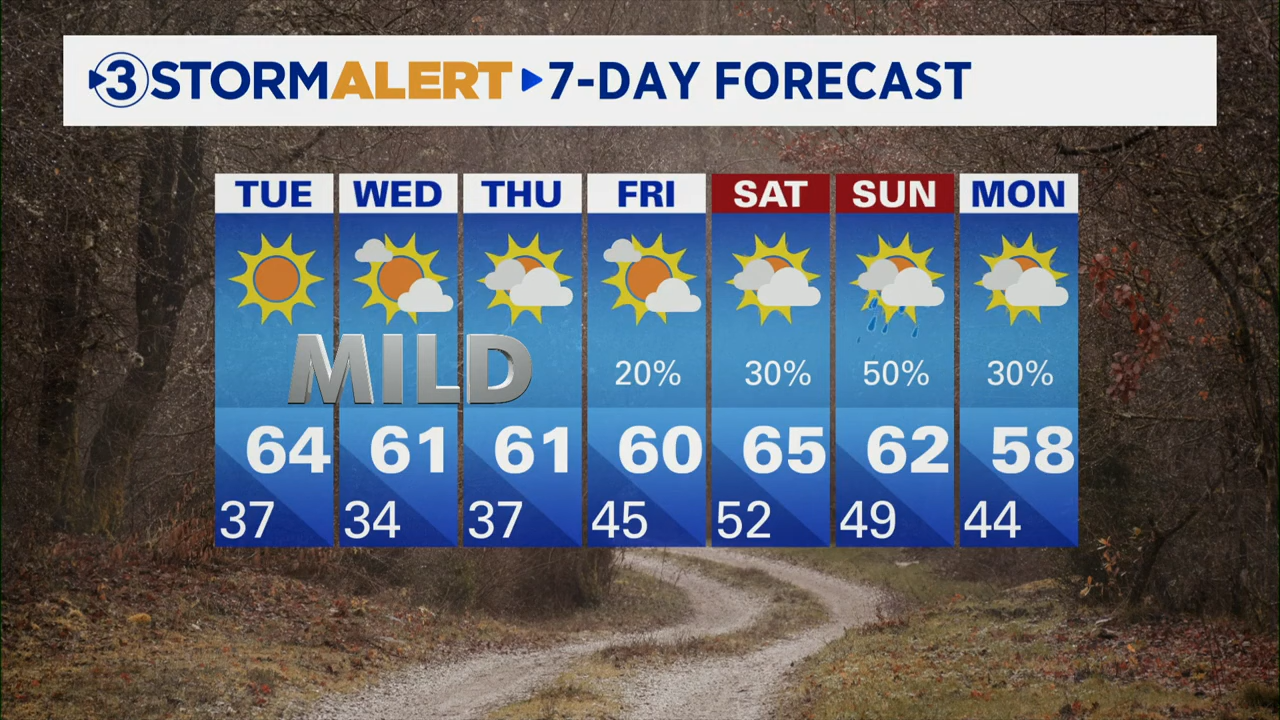 3 STORMALERT 7-DAY FORECAST
TUE WED THU FRI SAT SUN MON
MILD
20% 30% 50% 30%
64 61 61 60 65 62 58
37 34 37 45 52 49 44